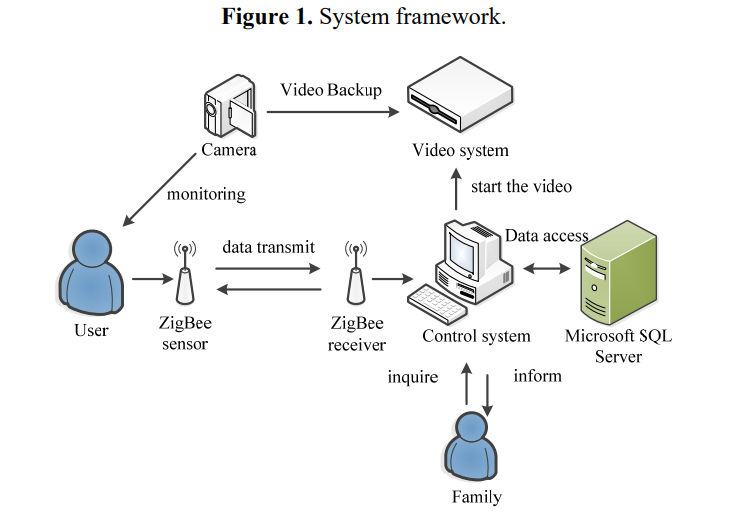 Figure 1. System framework.
Video Backup
Camera
Video system
monitoring
start the video
data transmit
Data access
User
ZigBee
sensor
ZigBee
receiver
Control system
Microsoft SQL
Server
inquire
inform
Family